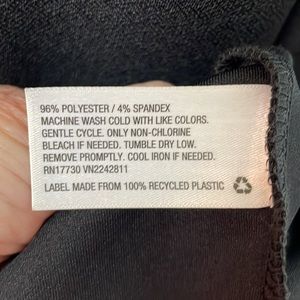 96% POLYESTER / 4% SPANDEX
MACHINE WASH COLD WITH LIKE COLORS.
GENTLE CYCLE. ONLY NON-CHLORINE
BLEACH IF NEEDED. TUMBLE DRY LOW.
REMOVE PROMPTLY. COOL IRON IF NEEDED.
RN17730 VN2242811
LABEL MADE FROM 100% RECYCLED PLASTIC